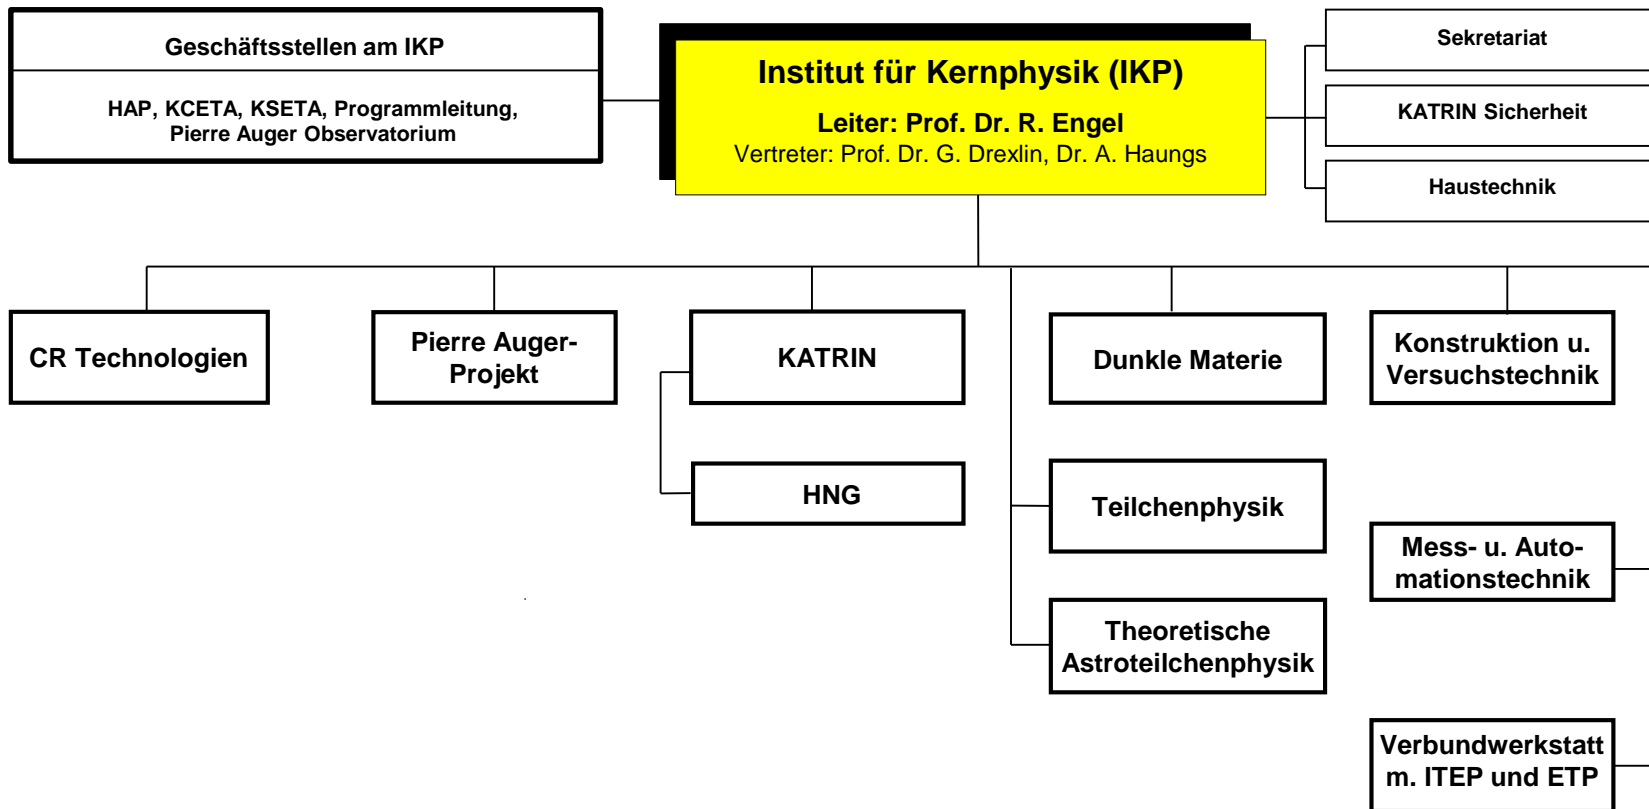 Geschäftsstellen am IKP
HAP, KCETA, KSETA, Programmleitung,
Pierre Auger Observatorium
Institut für Kernphysik (IKP)
Leiter: Prof. Dr. R. Engel
Vertreter: Prof. Dr. G. Drexlin, Dr. A. Haungs
Sekretariat
KATRIN Sicherheit
Haustechnik
CR Technologien
Pierre Auger-
Projekt
KATRIN
Dunkle Materie
Konstruktion u.
Versuchstechnik
HNG
Teilchenphysik
Mess- u. Auto-
mationstechnik
Theoretische
Astroteilchenphysik
Verbundwerkstatt
m. ITEP und ETP